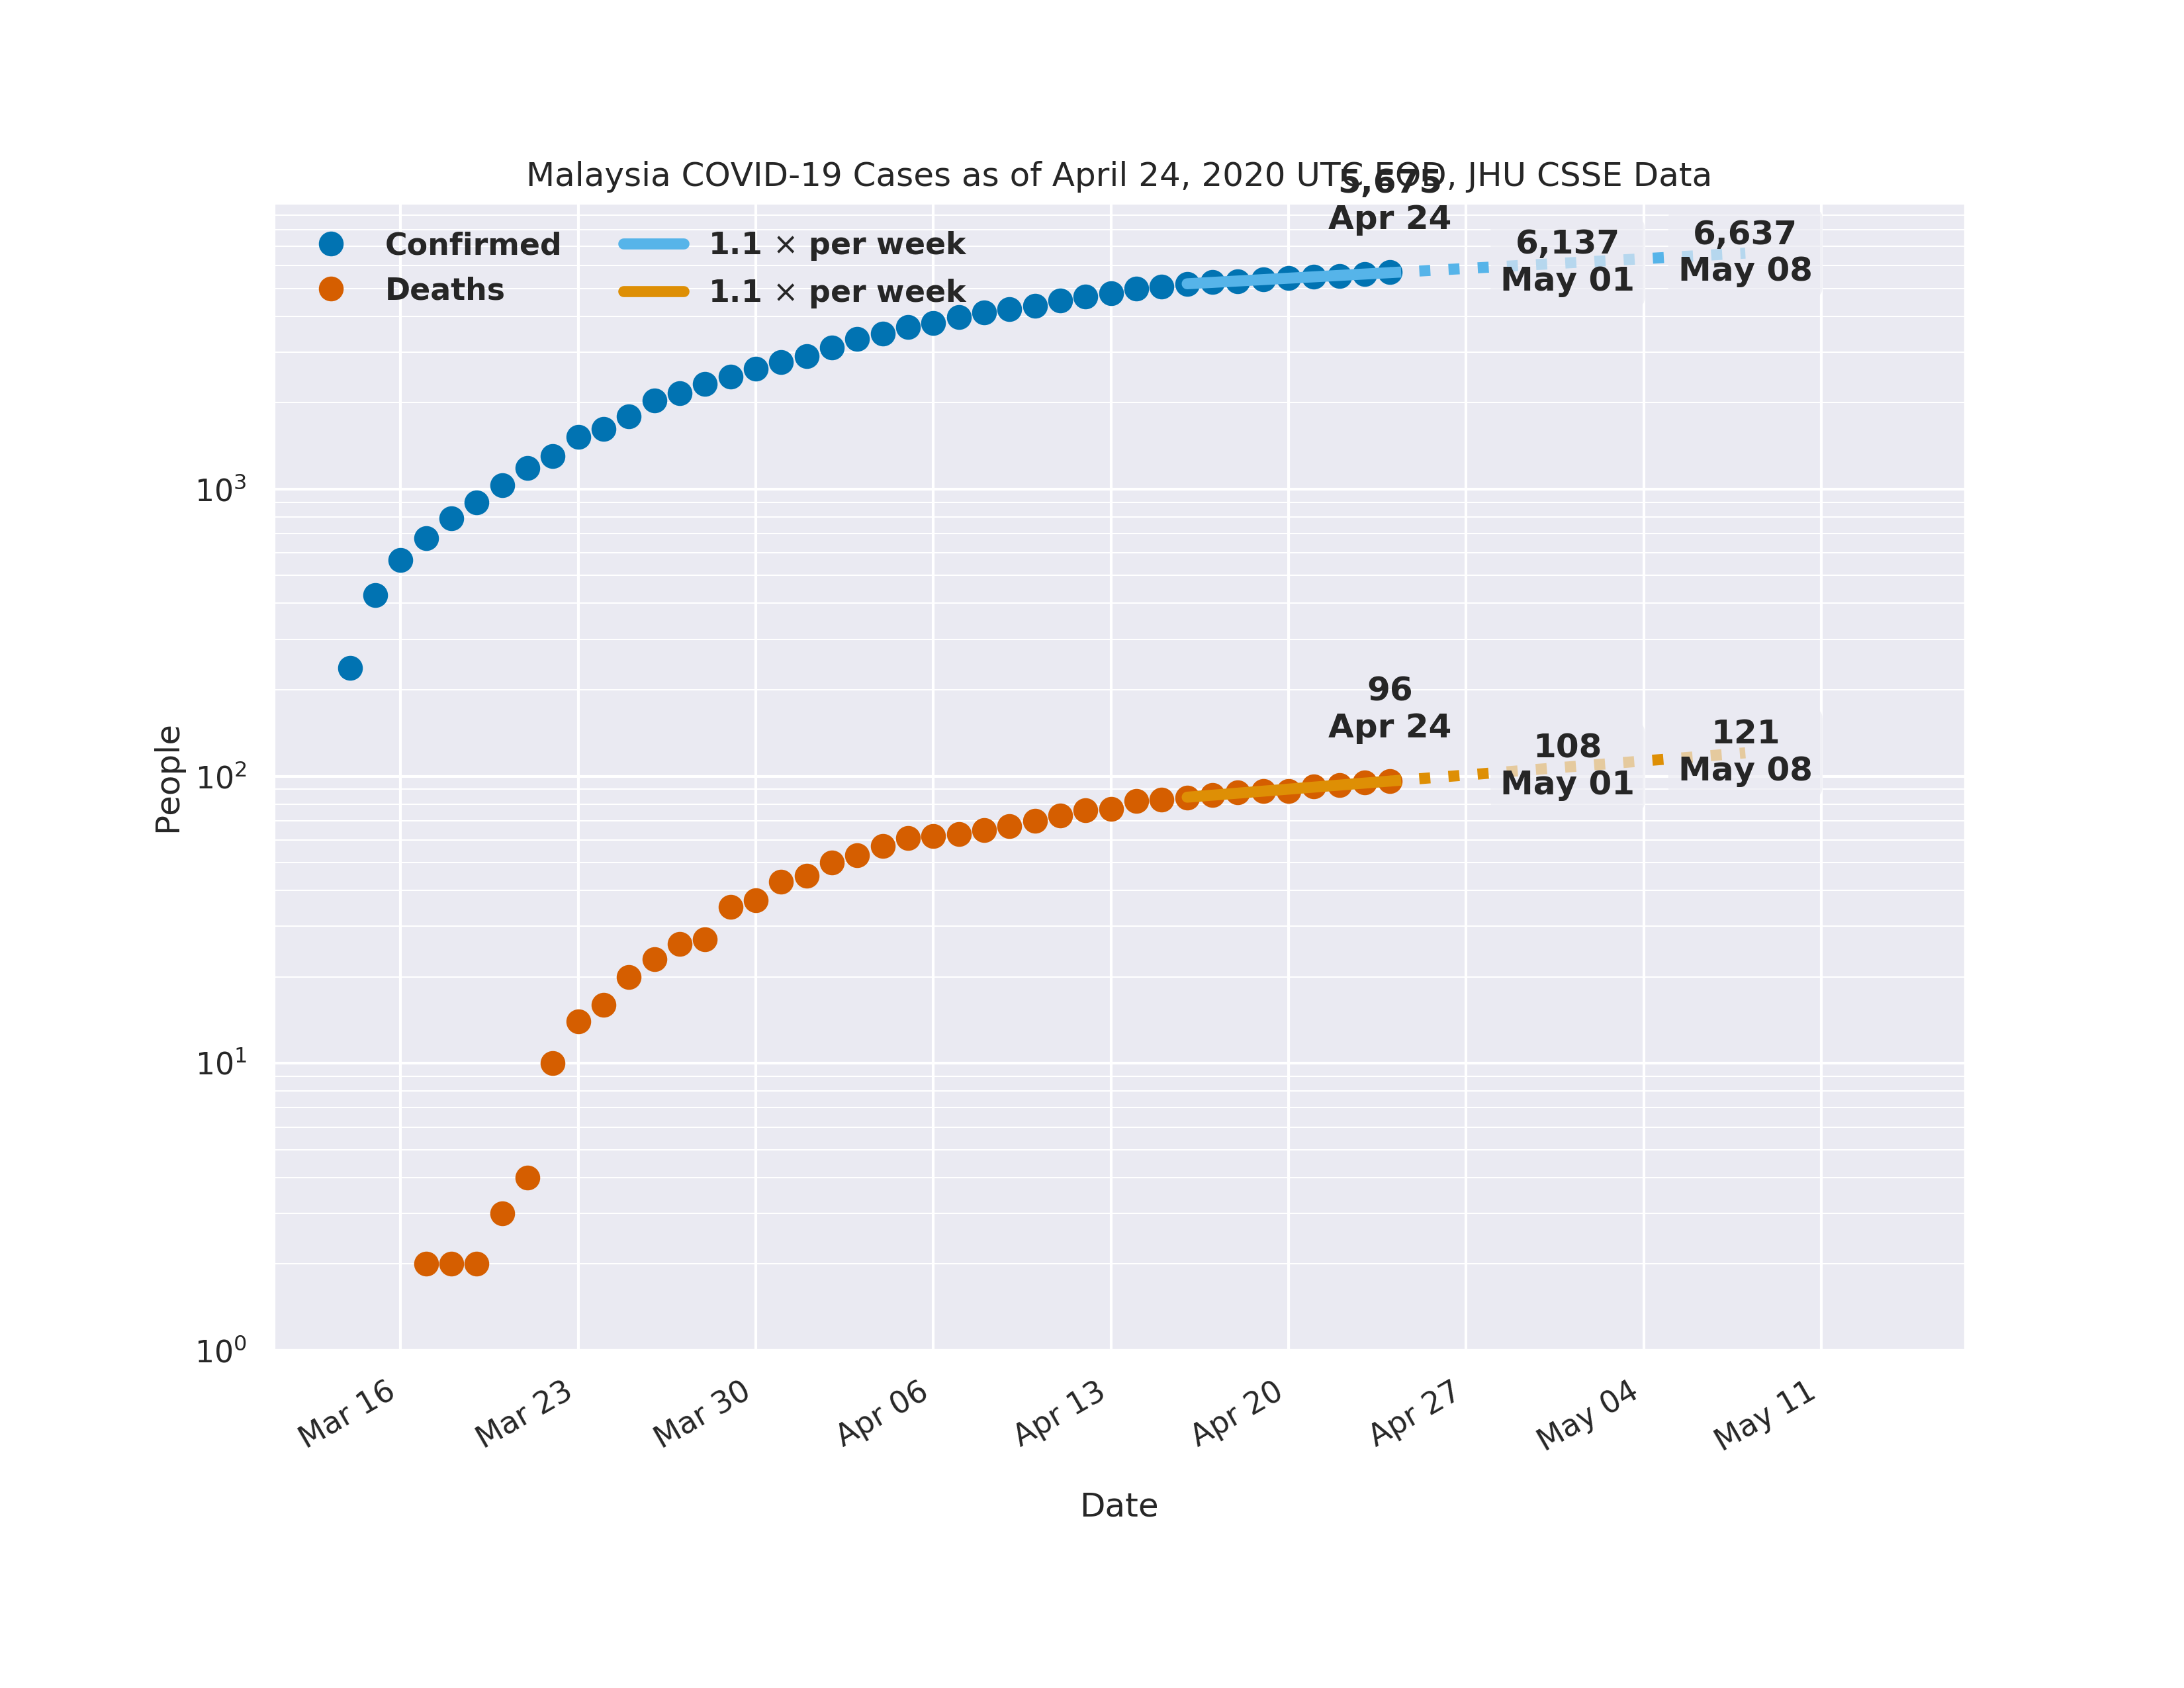 Malaysia COVID-19 Cases as of April 24, 2020 UTC EOD, JHU CSSE Data
5,675
Apr 24
6,137
May 01
6,637
May 08
Confirmed
Deaths
1.1 × per week
1.1 × per week
96
Apr 24
108
May 01
121
May 08
People
10³
10²
10¹
10⁰
Mar 16
Mar 23
Mar 30
Apr 06
Apr 13
Apr 20
Apr 27
May 04
May 11
Date